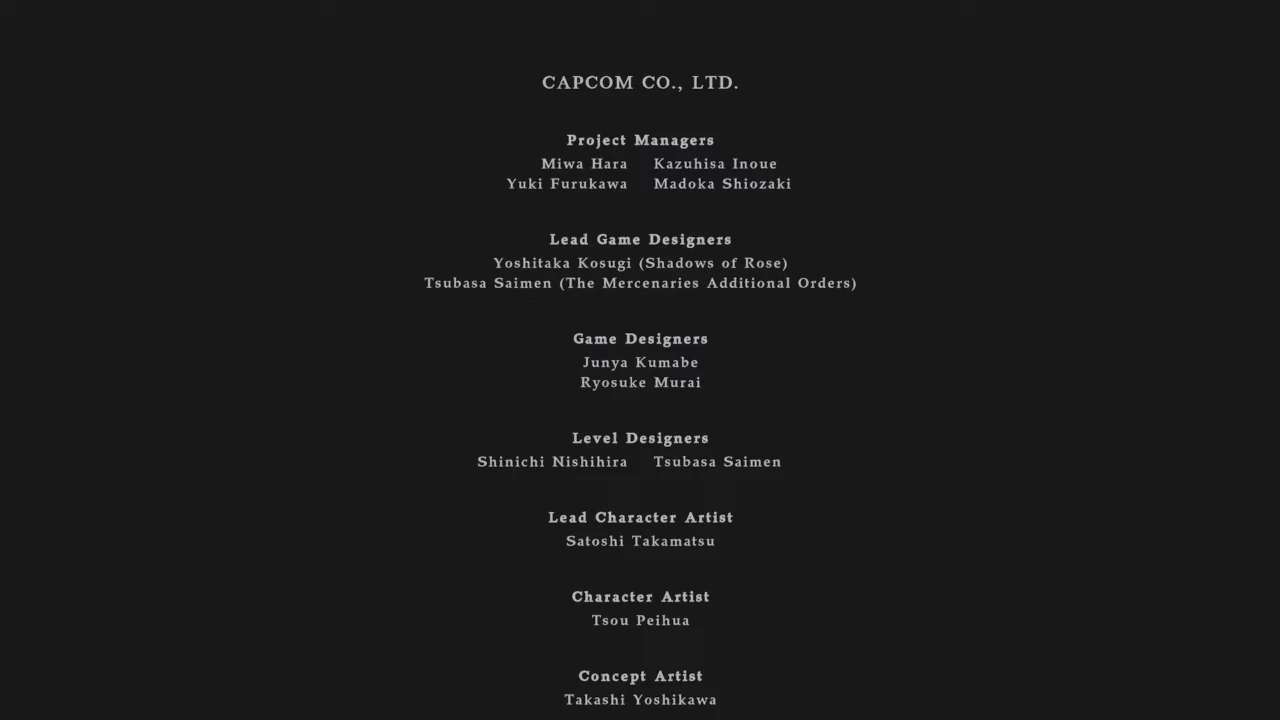 CAPCOM CO., LTD.
Project Managers
Miwa Hara Kazuhisa Inoue
Yuki Furukawa Madoka Shiozaki
Lead Game Designers
Yoshitaka Kosugi (Shadows of Rose)
Tsubasa Saimen (The Mercenaries Additional Orders)
Game Designers
Junya Kumabe
Ryosuke Murai
Level Designers
Shinichi Nishihira Tsubasa Saimen
Lead Character Artist
Satoshi Takamatsu
Character Artist
Tsou Peihua
Concept Artist
Takashi Yoshikawa